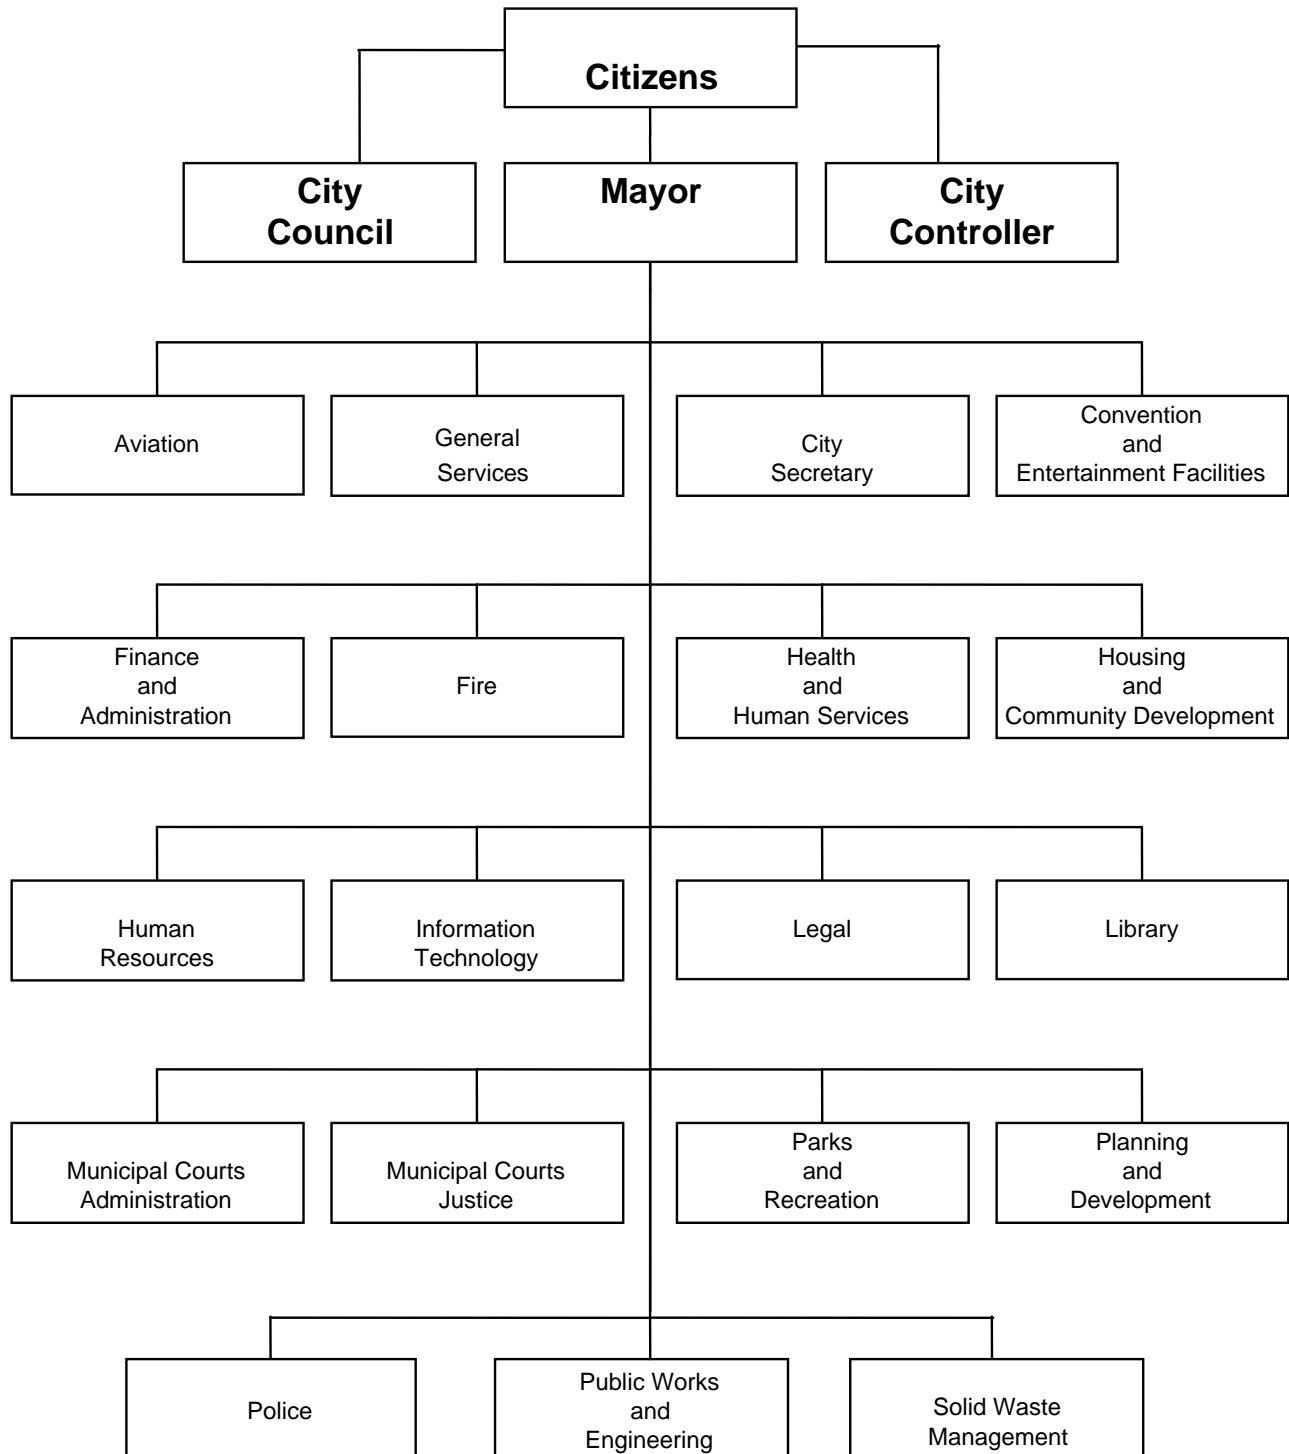 Citizens
City
Council
Mayor
City
Controller
Aviation
General
Services
City
Secretary
Convention
and
Entertainment Facilities
Finance
and
Administration
Fire
Health
and
Human Services
Housing
and
Community Development
Human
Resources
Information
Technology
Legal
Library
Municipal Courts
Administration
Municipal Courts
Justice
Parks
and
Recreation
Planning
and
Development
Police
Public Works
and
Engineering
Solid Waste
Management